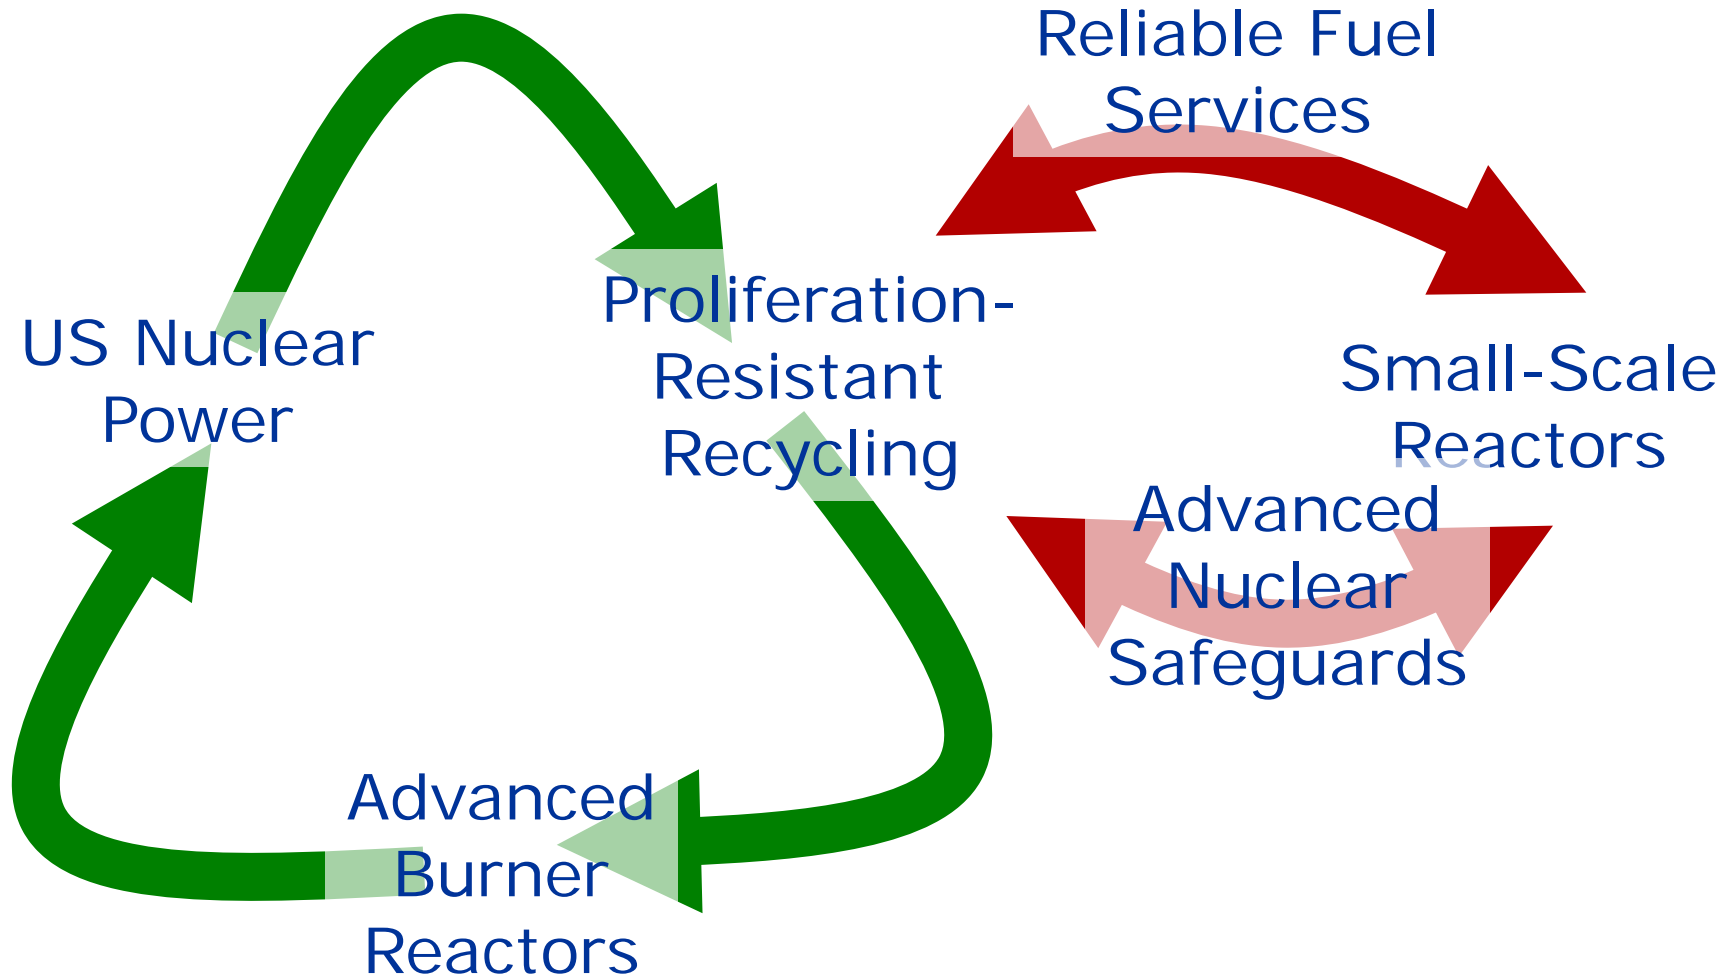 Reliable Fuel
Services
US Nuclear
Power
Proliferation-
Resistant
Recycling
Small-Scale
Reactors
Advanced
Nuclear
Safeguards
Advanced
Burner
Reactors